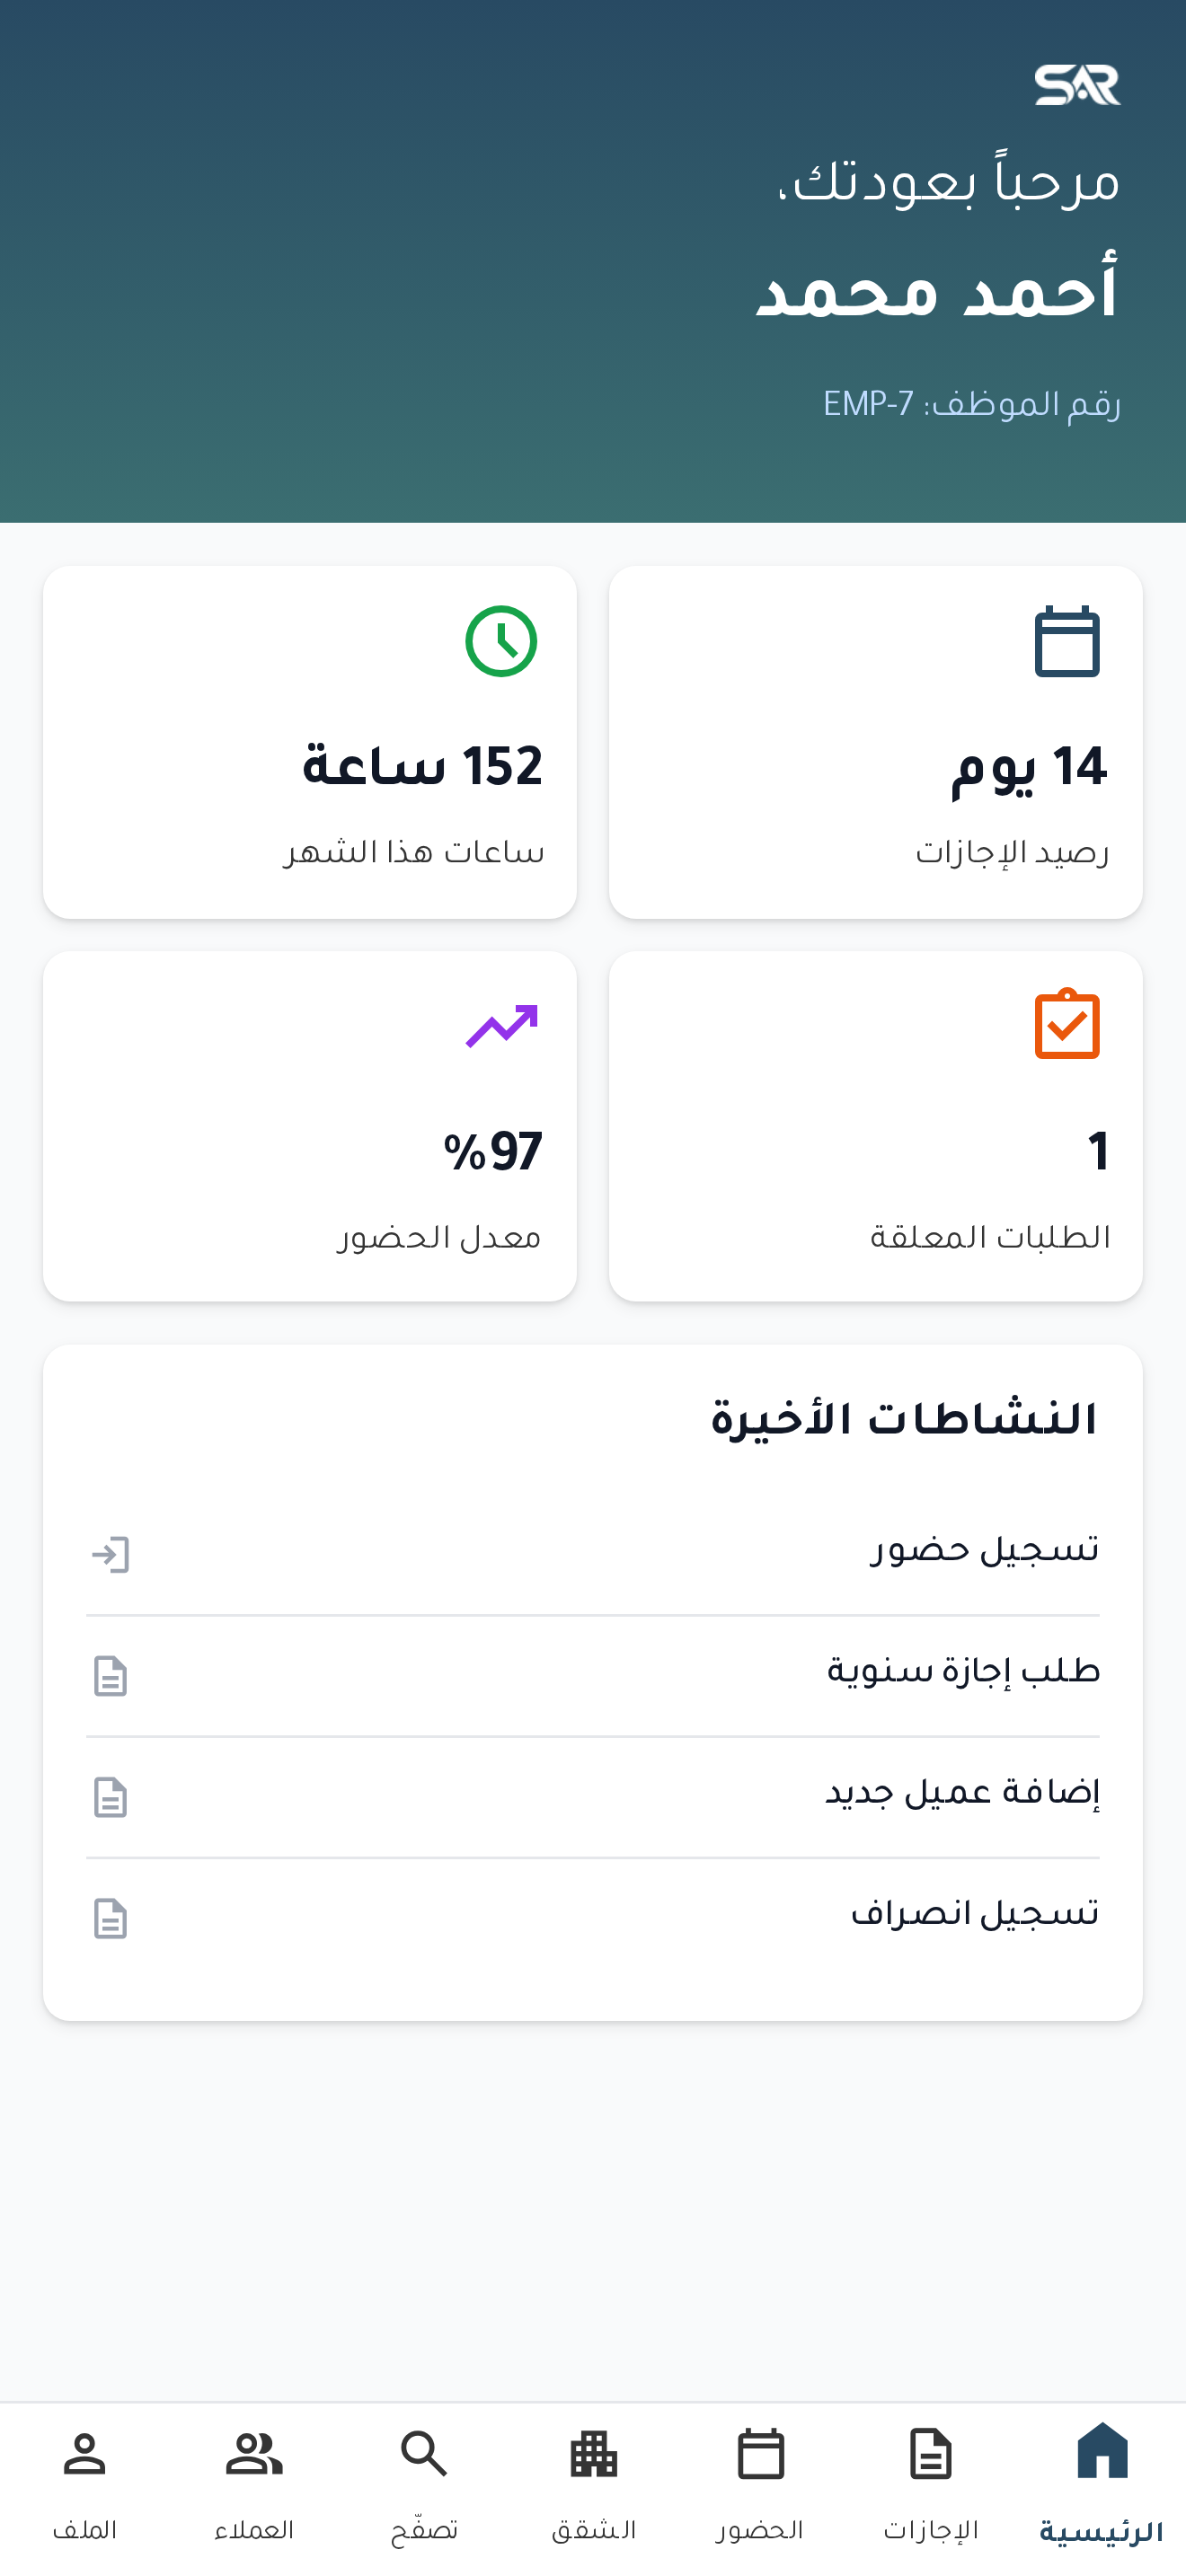 SAR
مرحباً بعودتك،
أحمد محمد
رقم الموظف: EMP-7
14 يوم
رصيد الإجازات
152 ساعة
ساعات هذا الشهر
1
الطلبات المعلقة
97%
معدل الحضور
النشاطات الأخيرة
تسجيل حضور
طلب إجازة سنوية
إضافة عميل جديد
تسجيل انصراف
الرئيسية
الإجازات
الحضور
الشقق
تصفّح
العملاء
الملف